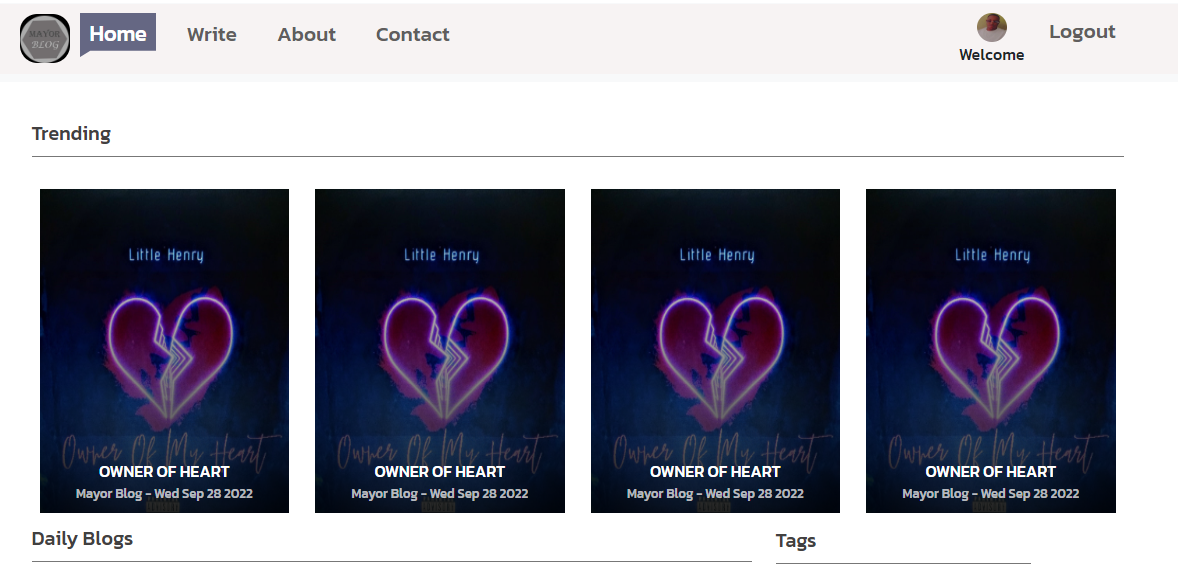 MAYOR
BLOG
Home
Write
About
Contact
Welcome
Logout
Trending
Little Henry
Owner Of My Heart
OWNER OF HEART
Mayor Blog - Wed Sep 28 2022
Little Henry
Owner Of My Heart
OWNER OF HEART
Mayor Blog - Wed Sep 28 2022
Little Henry
Owner Of My Heart
OWNER OF HEART
Mayor Blog - Wed Sep 28 2022
Little Henry
Owner Of My Heart
OWNER OF HEART
Mayor Blog - Wed Sep 28 2022
Daily Blogs
Tags